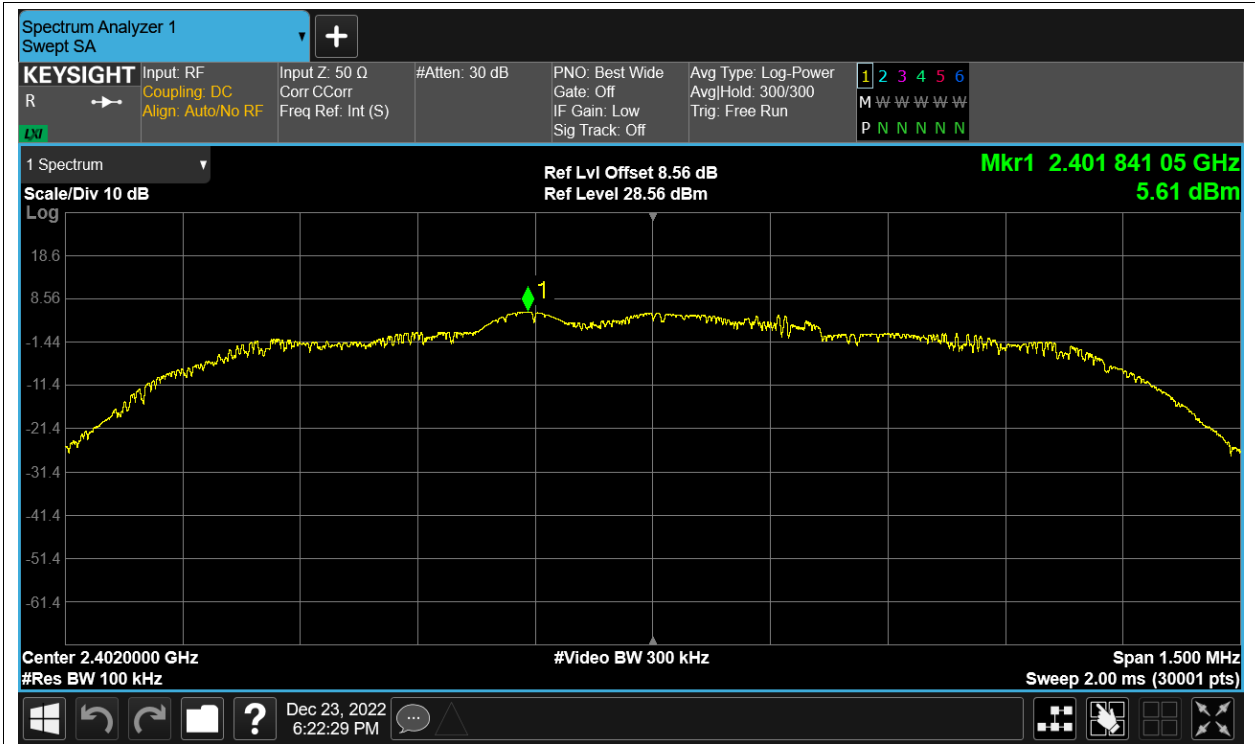 Spectrum Analyzer 1
Swept SA
+
KEYSIGHT
R
LXI
Input: RF
Coupling: DC
Align: Auto/No RF
Input Z: 50 Ω
Corr CCorr
Freq Ref: Int (S)
#Atten: 30 dB
PNO: Best Wide
Gate: Off
IF Gain: Low
Sig Track: Off
Avg Type: Log-Power
Avg|Hold: 300/300
Trig: Free Run
1 2 3 4 5 6
M W W W W W
P N N N N N
1 Spectrum
Scale/Div 10 dB
Log
Ref Lvl Offset 8.56 dB
Ref Level 28.56 dBm
Mkr1 2.401 841 05 GHz
5.61 dBm
18.6
8.56
-1.44
-11.4
-21.4
-31.4
-41.4
-51.4
-61.4
1
Center 2.4020000 GHz
#Res BW 100 kHz
#Video BW 300 kHz
Span 1.500 MHz
Sweep 2.00 ms (30001 pts)
?
Dec 23, 2022
6:22:29 PM